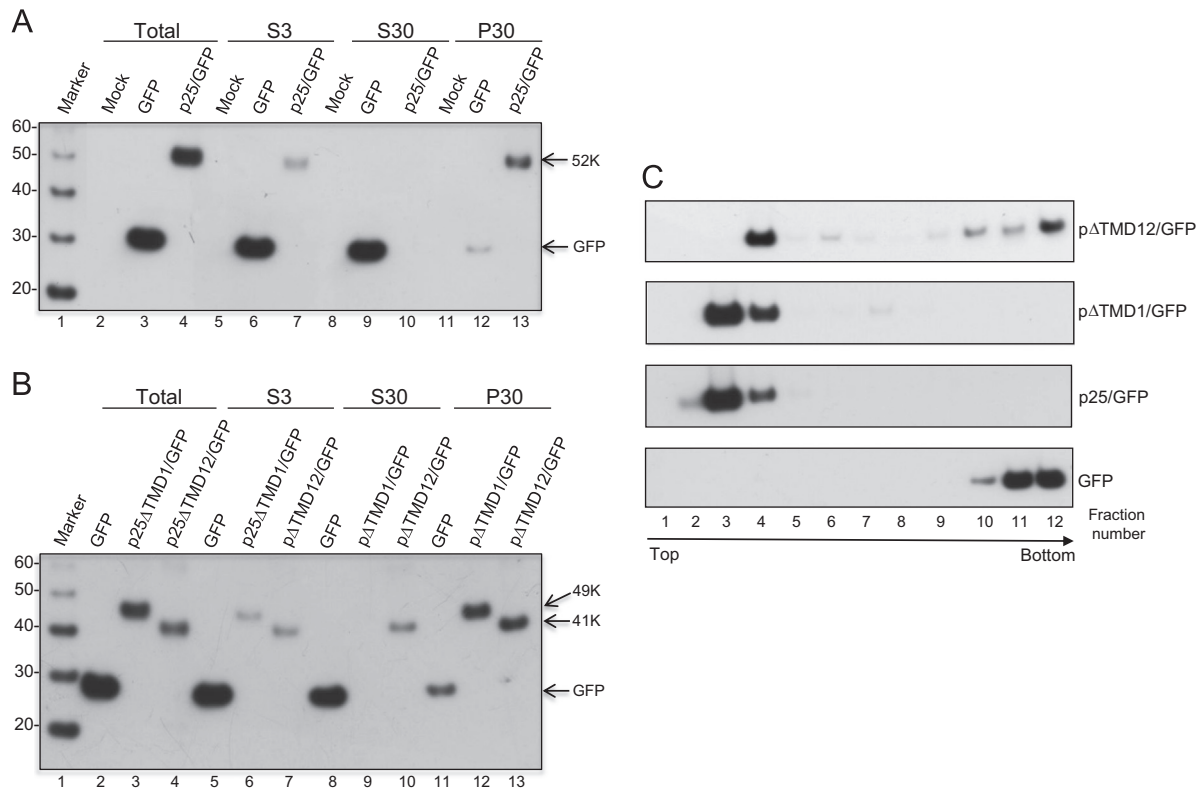 A
Total S3 S30 P30
Marker Mock GFP p25/GFP Mock GFP p25/GFP Mock GFP p25/GFP Mock GFP p25/GFP
60-
50-
40-
30-
20-
52K
GFP
1 2 3 4 5 6 7 8 9 10 11 12 13
B
Total S3 S30 P30
Marker GFP p25ΔTMD1/GFP p25ΔTMD12/GFP GFP p25ΔTMD1/GFP pΔTMD12/GFP GFP pΔTMD1/GFP pΔTMD12/GFP GFP pΔTMD1/GFP pΔTMD12/GFP
60-
50-
40-
30-
20-
49K
41K
GFP
1 2 3 4 5 6 7 8 9 10 11 12 13
C
pΔTMD12/GFP
pΔTMD1/GFP
p25/GFP
GFP
1 2 3 4 5 6 7 8 9 10 11 12 Fraction
number
Top Bottom